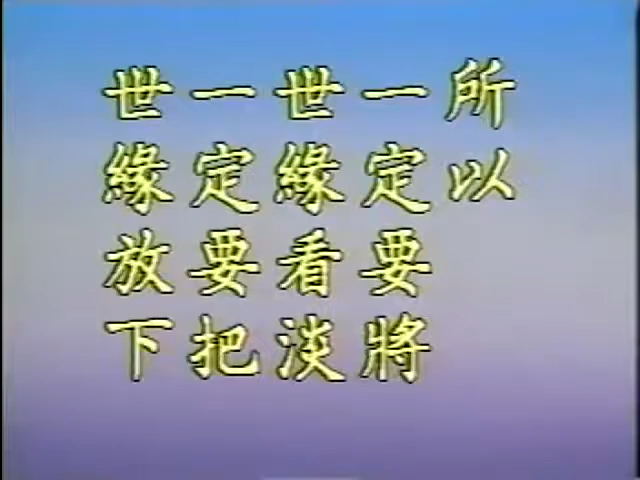 所以
一定要將
世緣看淡
一定要把
世緣放下